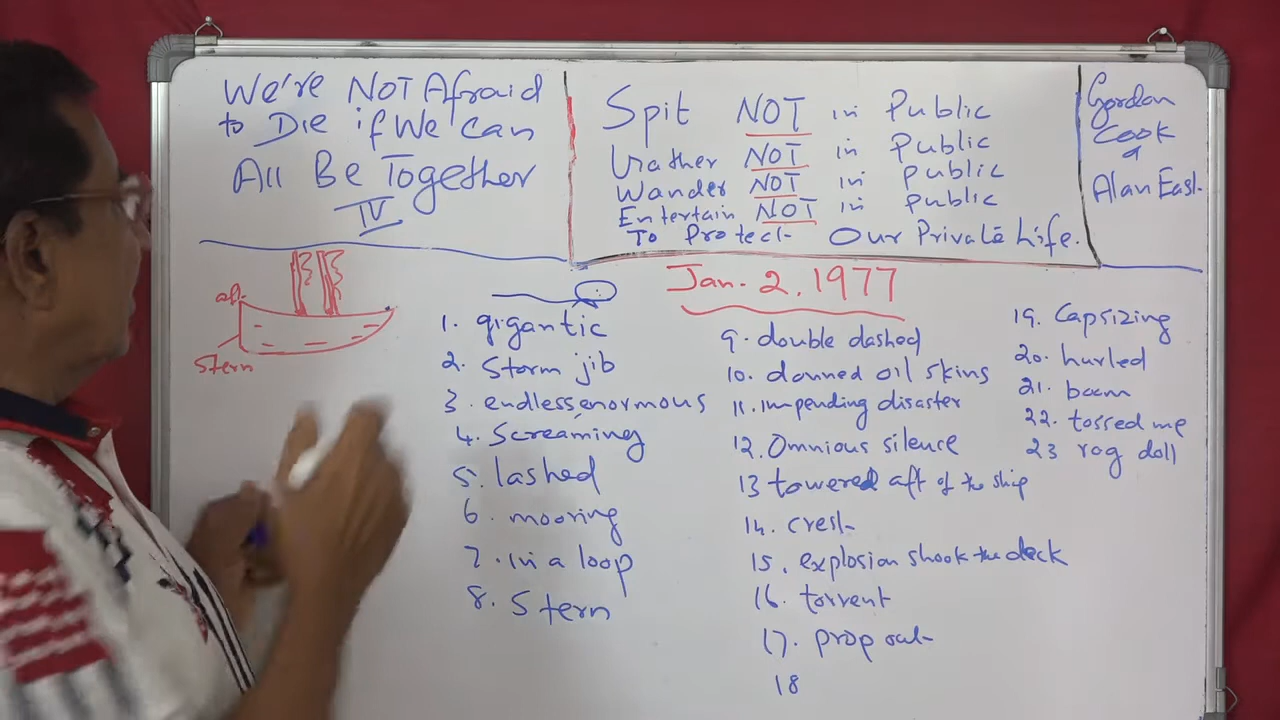 We're NOT Afraid
to Die if We Can
All Be Together
IV
Spit NOT in Public
Gather NOT in Public
Wander NOT in Public
Entertain NOT in Public
To Protect Our Private Life.
Gordon
Cook
&
Alan East.
Jan. 2. 1977
aft.
Stern
1. gigantic
2. Storm jib
3. endless, enormous
4. Screaming
5. lashed
6. mooring
7. in a loop
8. Stern
9. double dashed
10. donned oil skins
11. impending disaster
12. Omnious silence
13 towered aft of the ship
14. crest
15. explosion shook the deck
16. torrent
17. prop out
18
19. Capsizing
20. hurled
21. boom
22. tossed me
23 rag doll